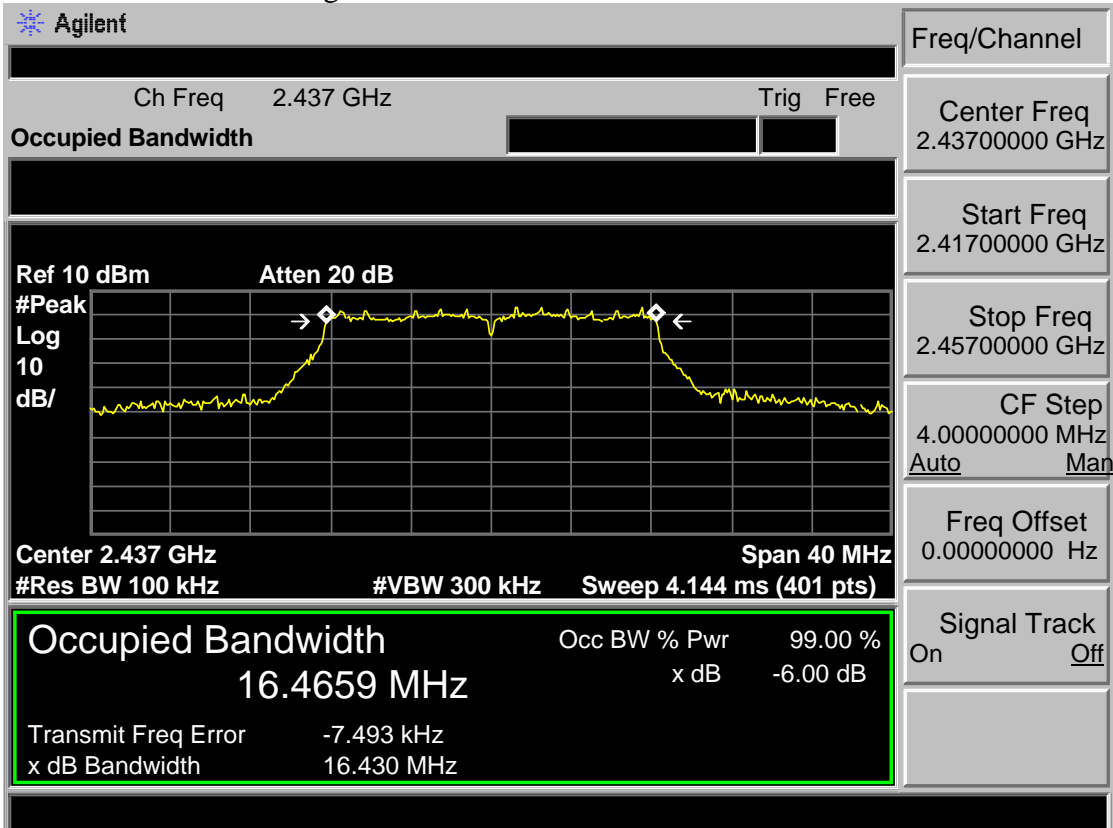 Agilent
Freq/Channel
Ch Freq 2.437 GHz Trig Free
Occupied Bandwidth
Center Freq
2.43700000 GHz
Start Freq
2.41700000 GHz
Stop Freq
2.45700000 GHz
CF Step
4.00000000 MHz
Auto Man
Freq Offset
0.00000000 Hz
Signal Track
On Off
Ref 10 dBm Atten 20 dB
#Peak
Log
10
dB/
Center 2.437 GHz Span 40 MHz
#Res BW 100 kHz #VBW 300 kHz Sweep 4.144 ms (401 pts)
Occupied Bandwidth
16.4659 MHz
Occ BW % Pwr 99.00 %
x dB -6.00 dB
Transmit Freq Error -7.493 kHz
x dB Bandwidth 16.430 MHz